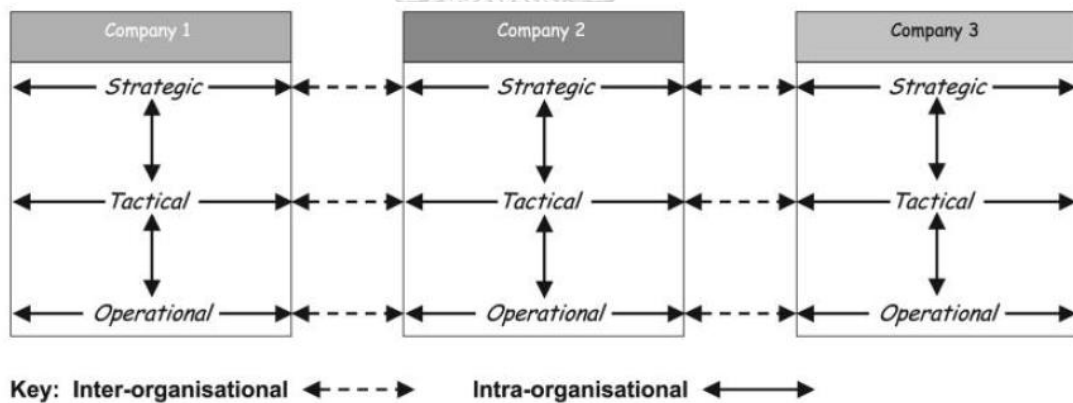 Company 1 Company 2 Company 3
Strategic Strategic Strategic
Tactical Tactical Tactical
Operational Operational Operational
Key: Inter-organisational Intra-organisational